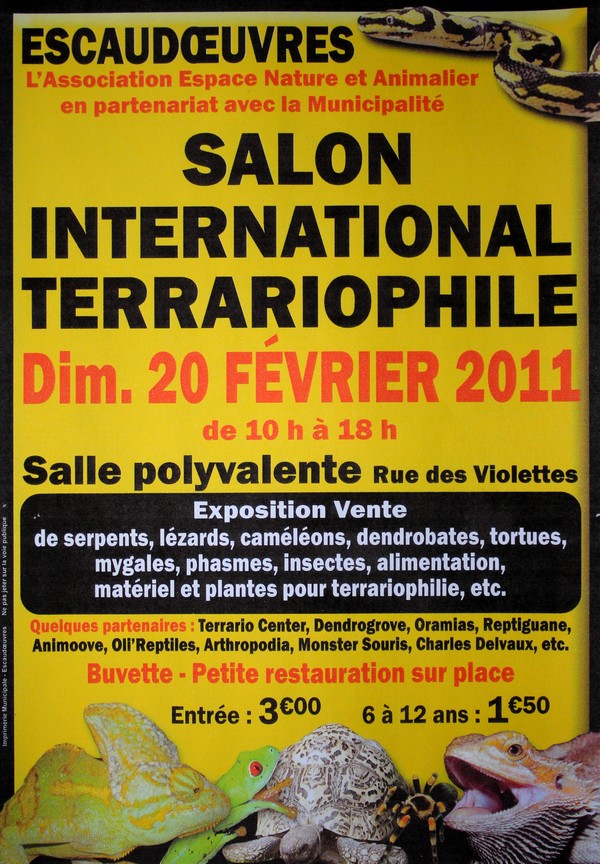 ESCAUDŒUVRES
L'Association Espace Nature et Animalier
en partenariat avec la Municipalité
SALON
INTERNATIONAL
TERRARIOPHILE
Dim. 20 FÉVRIER 2011
de 10 h à 18 h
Salle polyvalente Rue des Violettes
Exposition Vente
de serpents, lézards, caméléons, dendrobates, tortues,
mygales, phasmes, insectes, alimentation,
matériel et plantes pour terrariophilie, etc.
Quelques partenaires : Terrario Center, Dendrogrove, Oramias, Reptiguane,
Animoove, Oli'Reptiles, Arthropodia, Monster Souris, Charles Delvaux, etc.
Buvette - Petite restauration sur place
Entrée : 3€00 6 à 12 ans : 1€50
Imprimerie Municipale - Escaudœuvres Ne pas jeter sur la voie publique